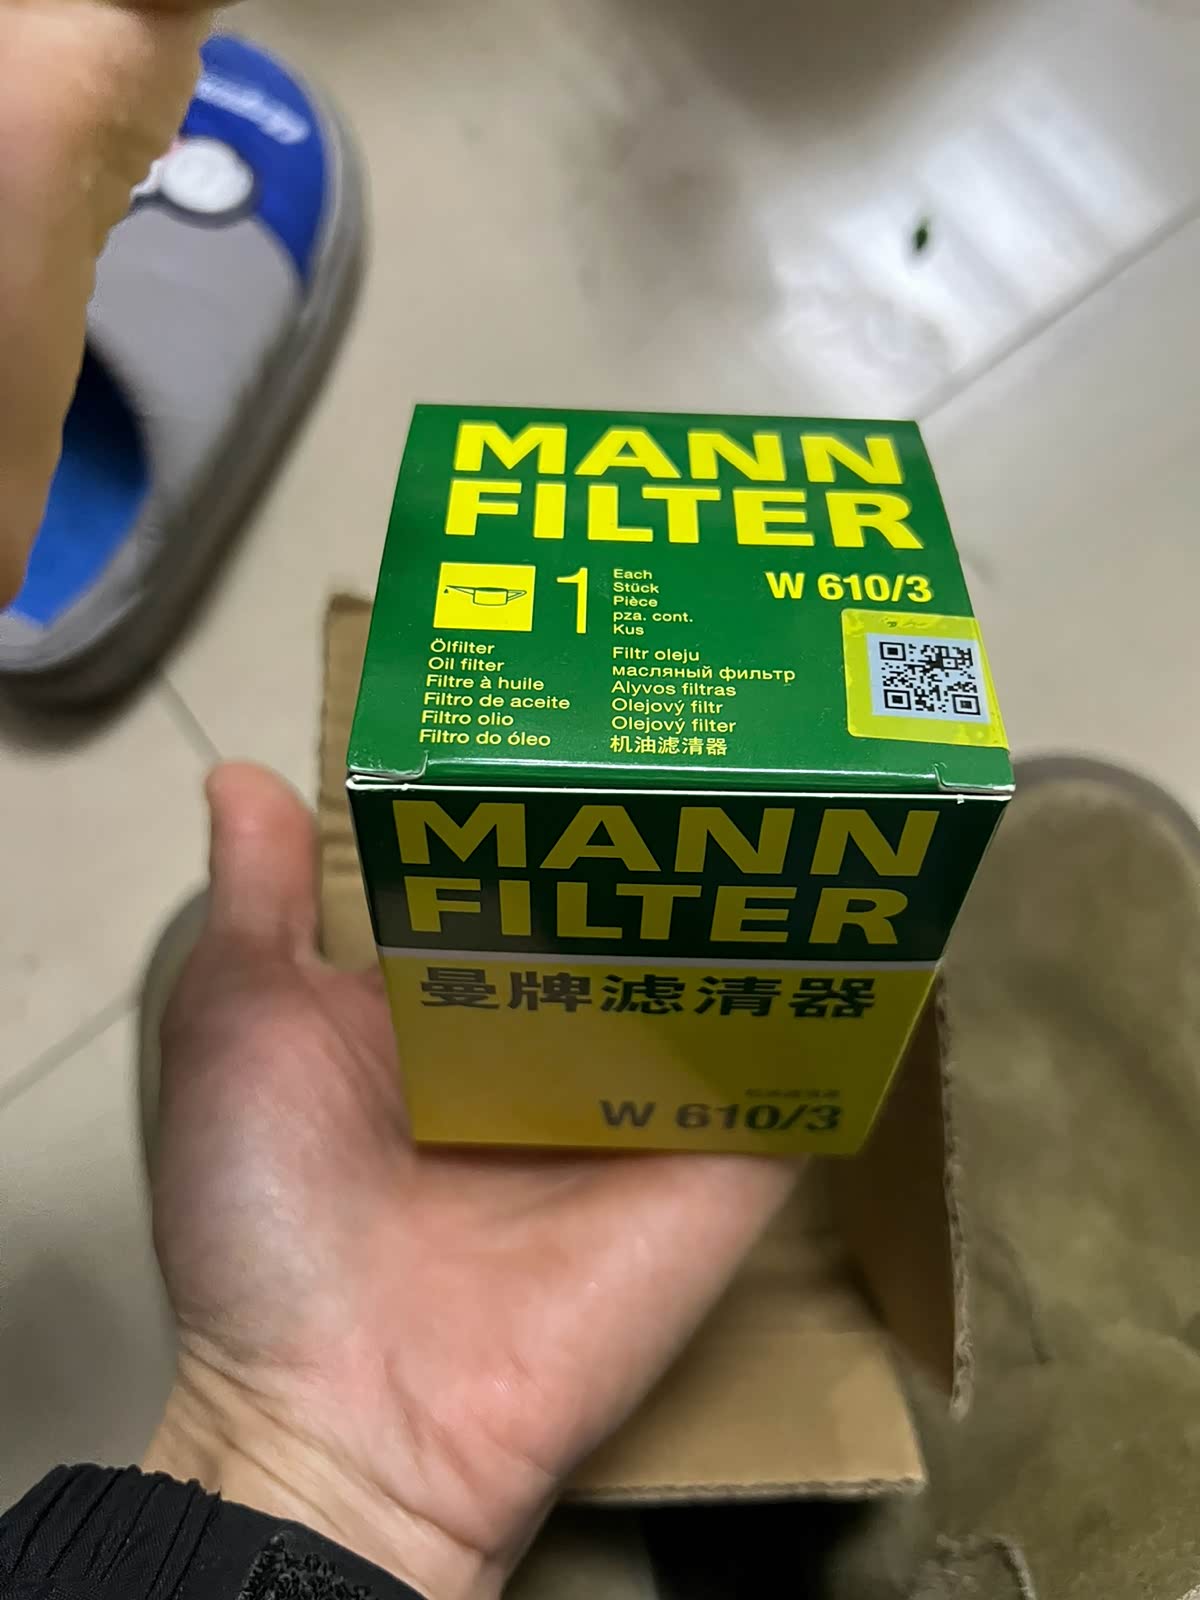 MANN
FILTER
1
Each
Stück
Pièce
pza. cont.
Kus
W 610/3
Ölfilter
Oil filter
Filtre à huile
Filtro de aceite
Filtro olio
Filtro do óleo
Filtr oleju
масляный фильтр
Alyvos filtras
Olejový filtr
Olejový filter
机油滤清器
MANN
FILTER
曼牌滤清器
W 610/3